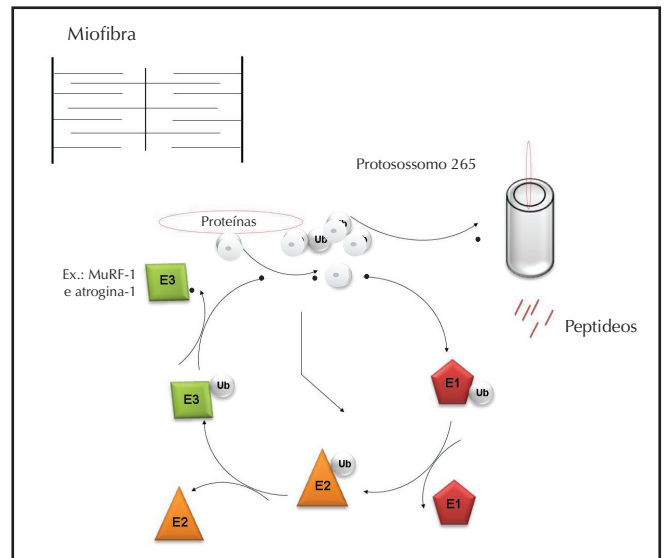 Miofibra
Protosossomo 265
Proteínas
Ub
Ex.: MuRF-1
e atrogina-1
E3
Peptideos
E3
Ub
E1
Ub
E2
Ub
E2
E1